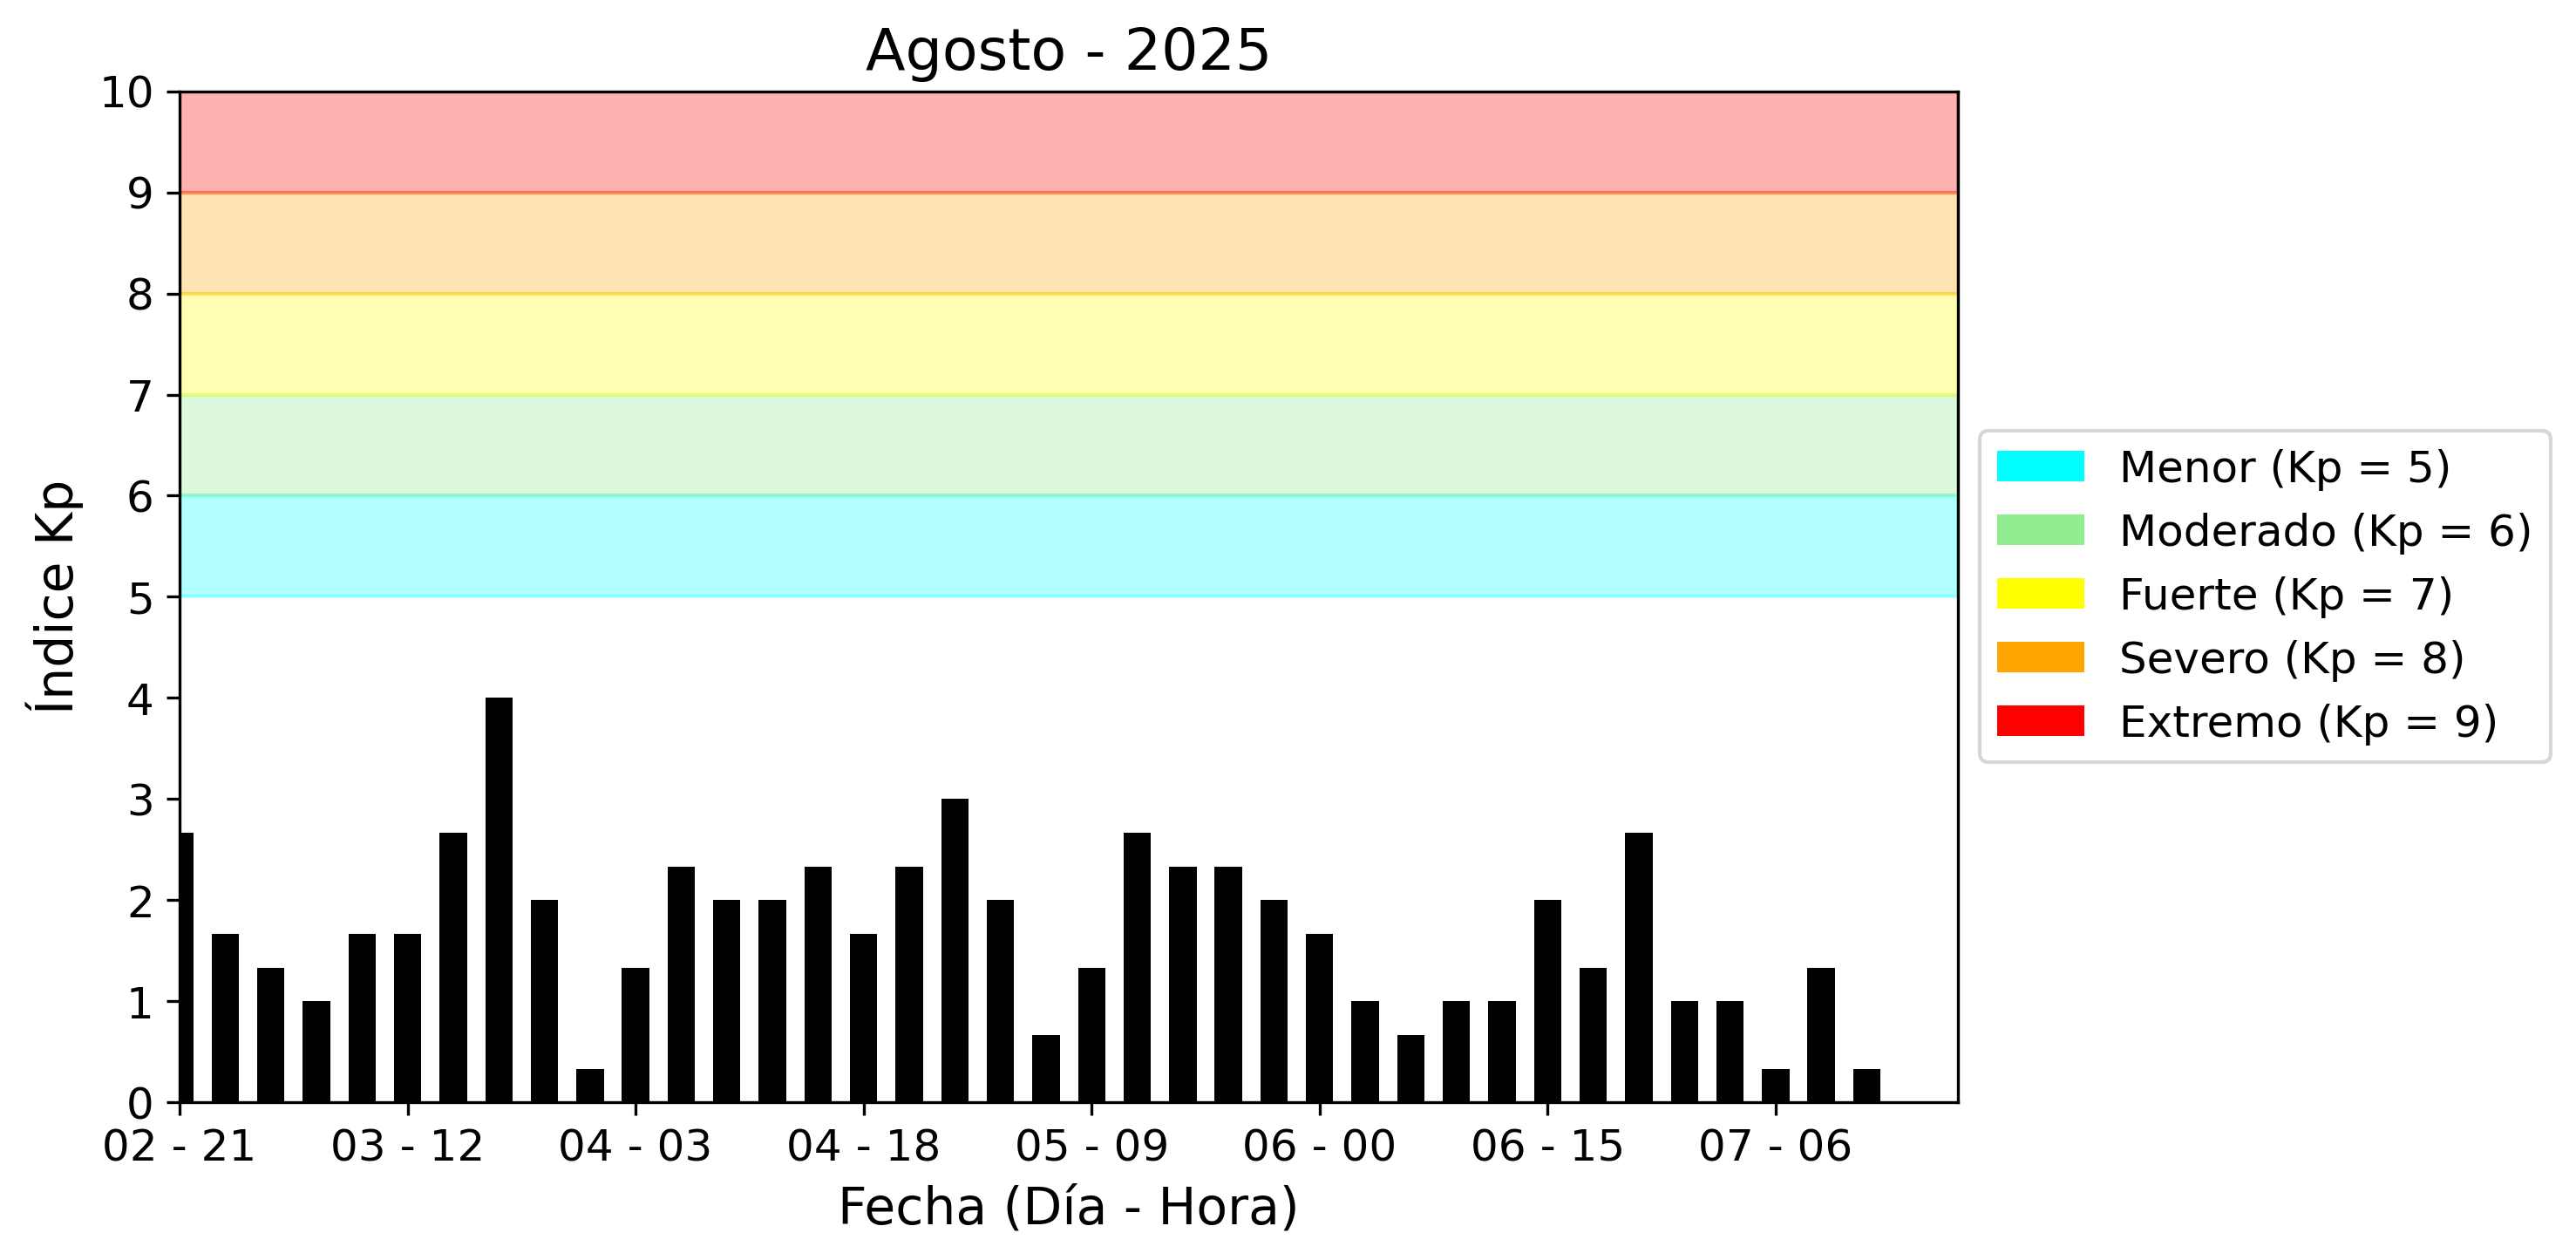 Agosto - 2025
10
9
8
7
6
5
4
3
2
1
0
Índice Kp
02 - 21
03 - 12
04 - 03
04 - 18
05 - 09
06 - 00
06 - 15
07 - 06
Fecha (Día - Hora)
Menor (Kp = 5)
Moderado (Kp = 6)
Fuerte (Kp = 7)
Severo (Kp = 8)
Extremo (Kp = 9)